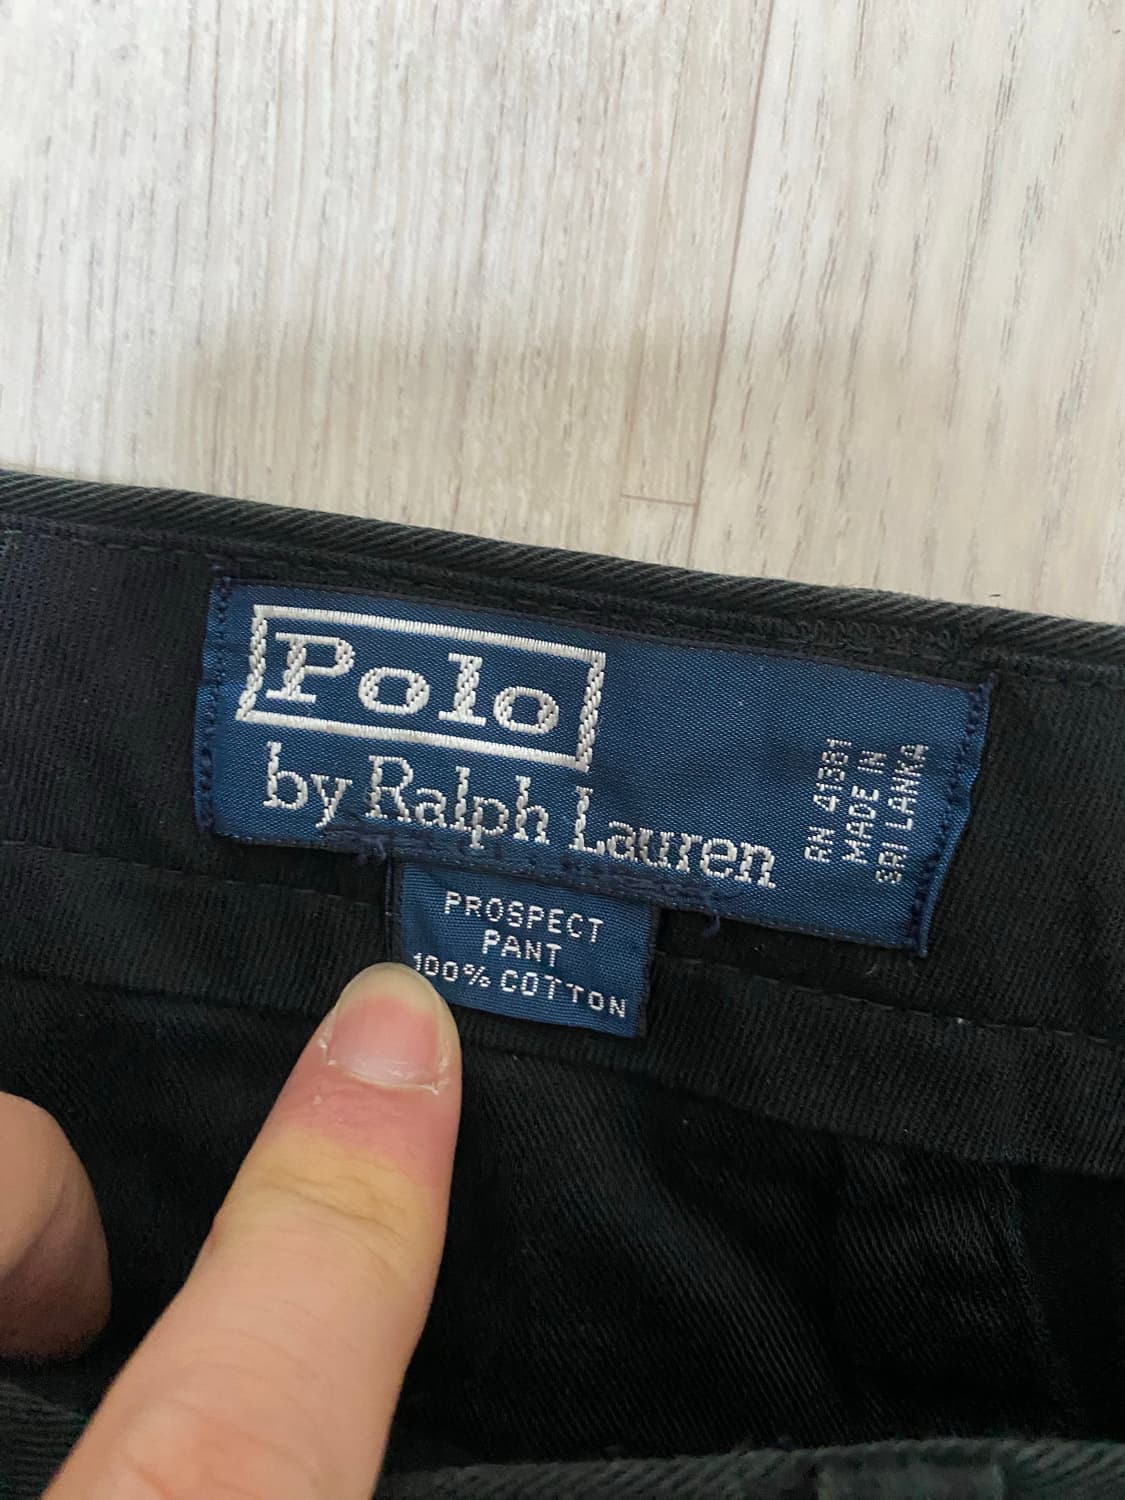 Polo
by Ralph Lauren
RN 41381
MADE IN
SRI LANKA
PROSPECT
PANT
100% COTTON